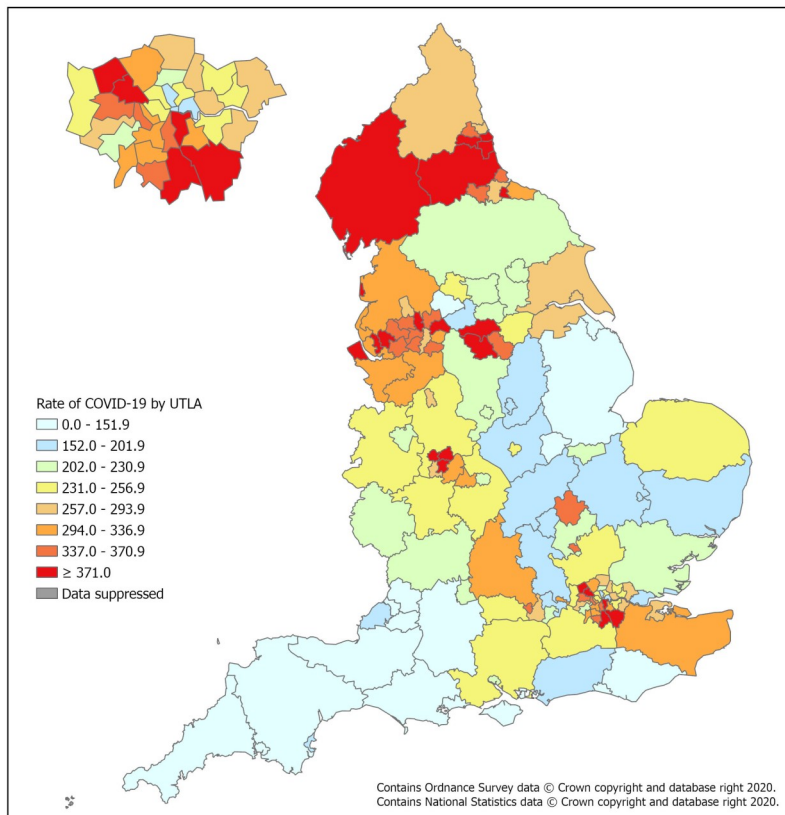 Rate of COVID-19 by UTLA
0.0 - 151.9
152.0 - 201.9
202.0 - 230.9
231.0 - 256.9
257.0 - 293.9
294.0 - 336.9
337.0 - 370.9
≥ 371.0
Data suppressed
Contains Ordnance Survey data © Crown copyright and database right 2020.
Contains National Statistics data © Crown copyright and database right 2020.